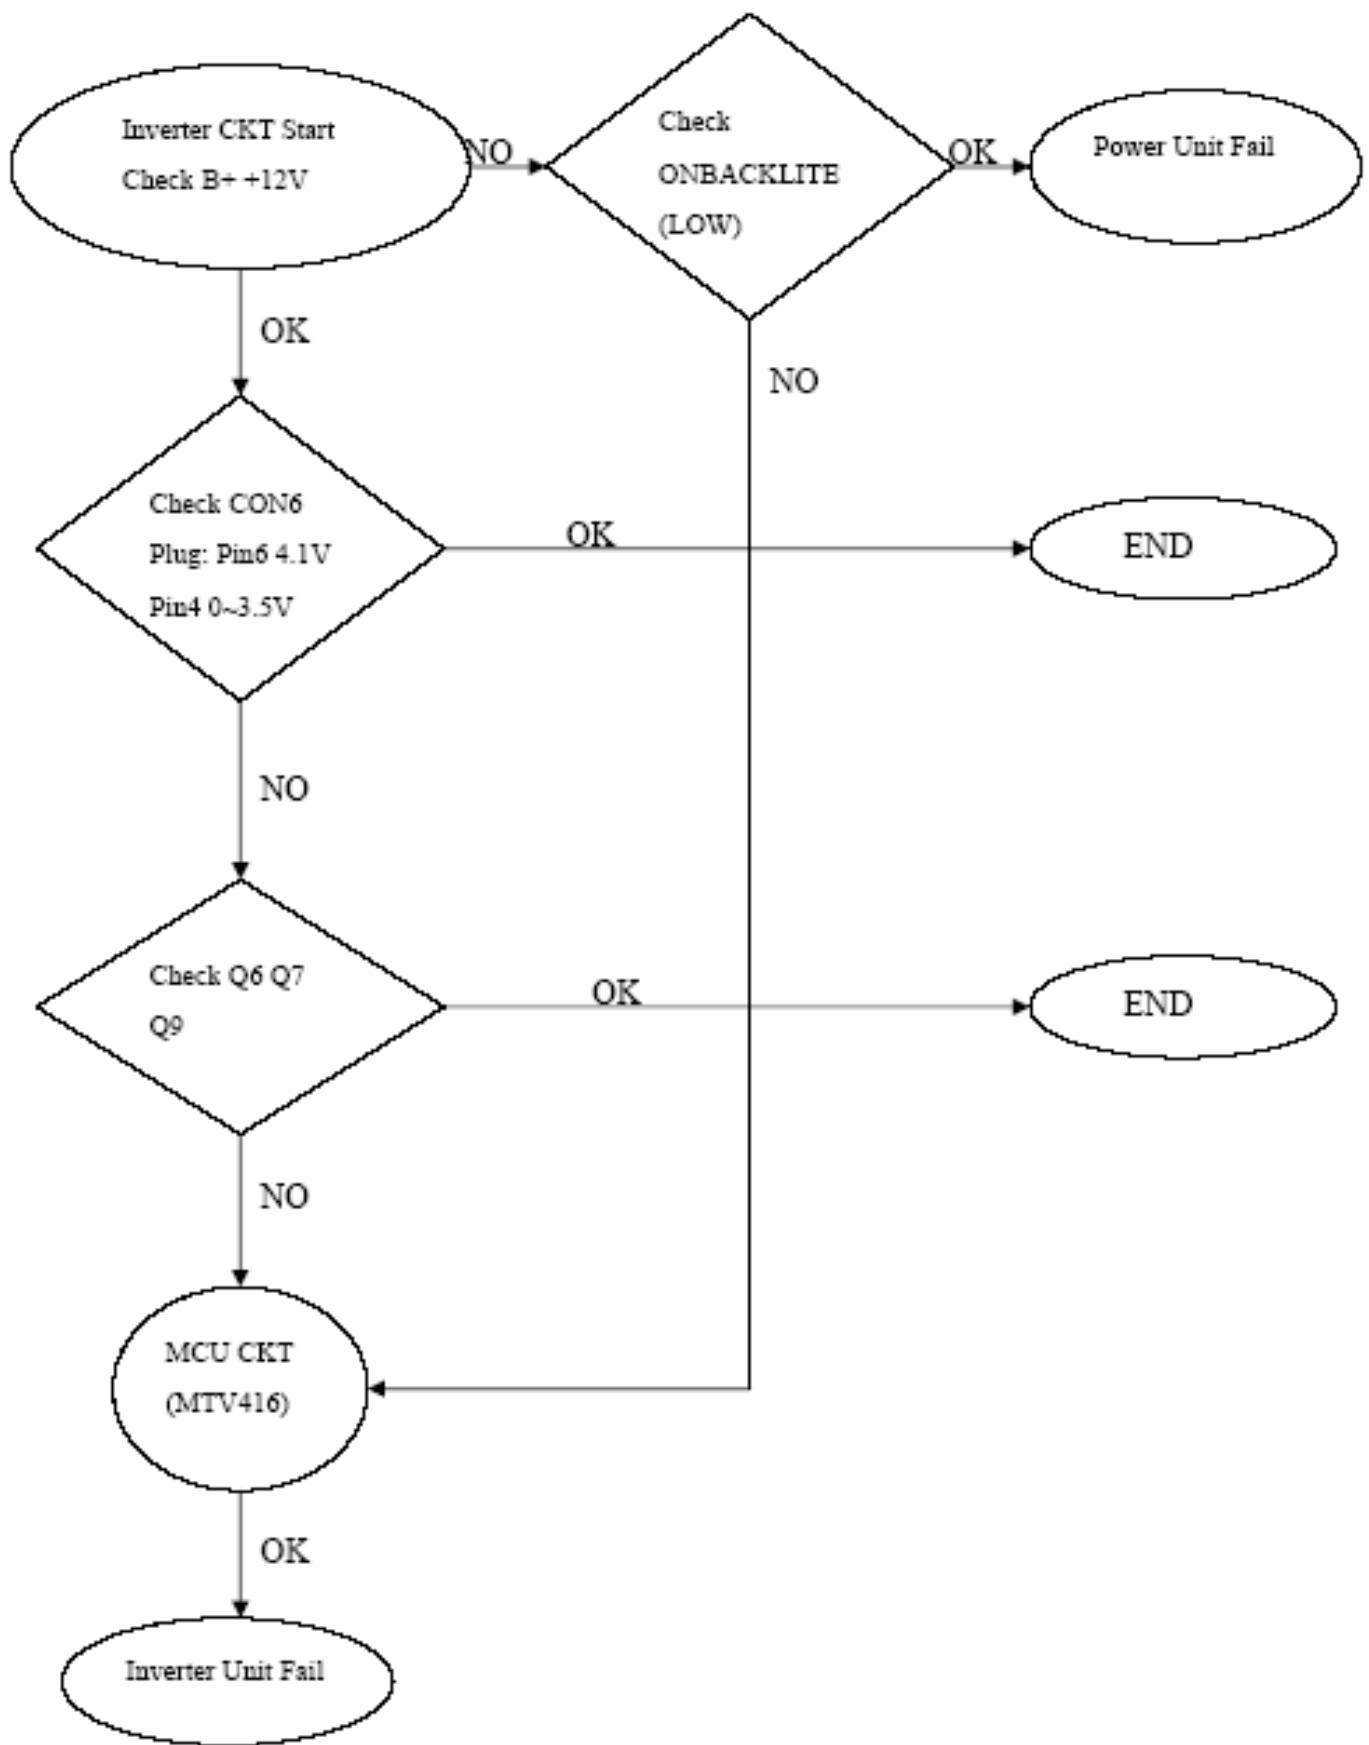 Inverter CKT Start
Check B+ +12V
NO
Check
ONBACKLITE
(LOW)
OK
Power Unit Fail
OK
NO
Check CON6
Plug: Pin6 4.1V
Pin4 0~3.5V
OK
END
NO
Check Q6 Q7
Q9
OK
END
NO
MCU CKT
(MTV416)
OK
Inverter Unit Fail